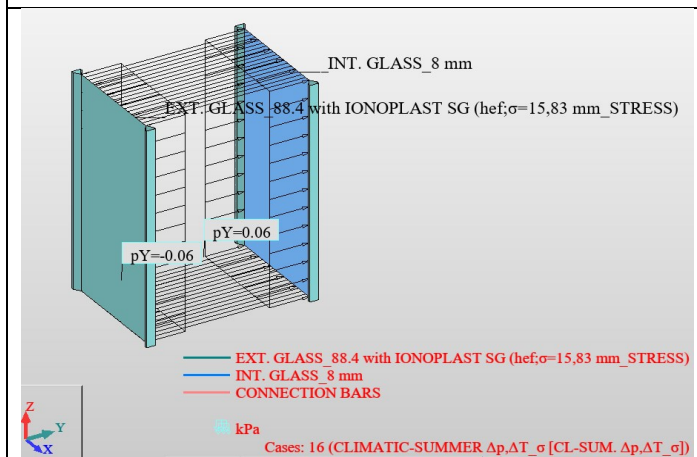 INT. GLASS_8 mm
EXT. GLASS_88.4 with IONOPLAST SG (hef;σ=15,83 mm_STRESS)
pY=0.06
pY=-0.06
EXT. GLASS_88.4 with IONOPLAST SG (hef;σ=15,83 mm_STRESS)
INT. GLASS_8 mm
CONNECTION BARS
kPa
Z
Y
X
Cases: 16 (CLIMATIC-SUMMER Δp,ΔT_σ [CL-SUM. Δp,ΔT_σ])